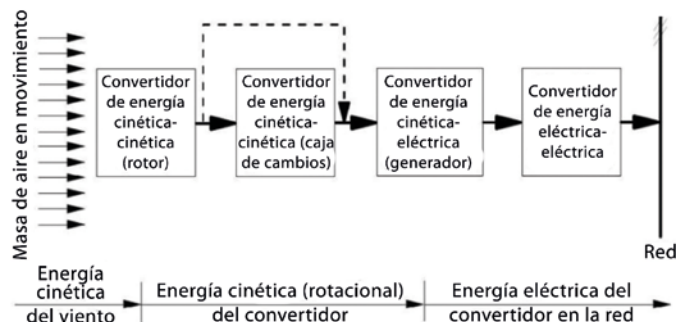 Masa de aire en movimiento
Convertidor
de energía
cinética-
cinética
(rotor)
Convertidor
de energía
cinética-
cinética (caja
de cambios)
Convertidor
de energía
cinética-
eléctrica
(generador)
Convertidor
de energía
eléctrica-
eléctrica
Red
Energía
cinética
del viento
Energía cinética (rotacional)
del convertidor
Energía eléctrica del
convertidor en la red